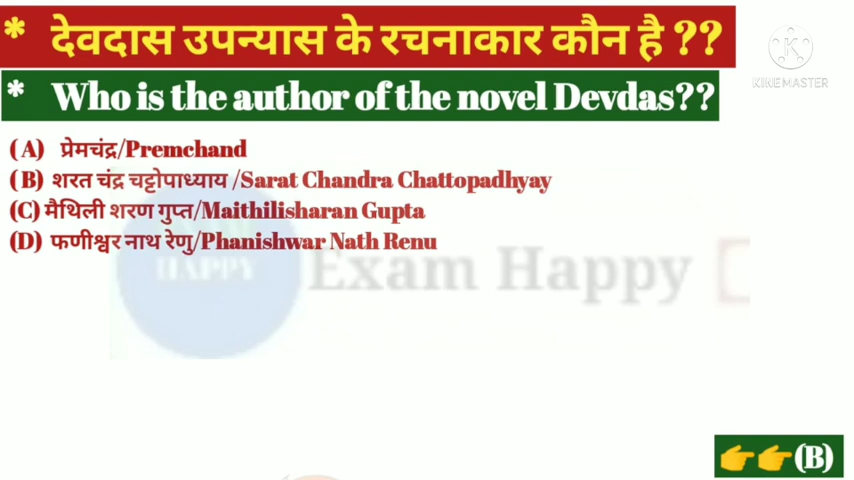 * देवदास उपन्यास के रचनाकार कौन है ??
* Who is the author of the novel Devdas??
KINEMASTER
(A) प्रेमचंद्र/Premchand
(B) शरत चंद्र चट्टोपाध्याय /Sarat Chandra Chattopadhyay
(C) मैथिली शरण गुप्त/Maithilisharan Gupta
(D) फणीश्वर नाथ रेणु/Phanishwar Nath Renu
HAPPY Exam Happy
👉👉(B)